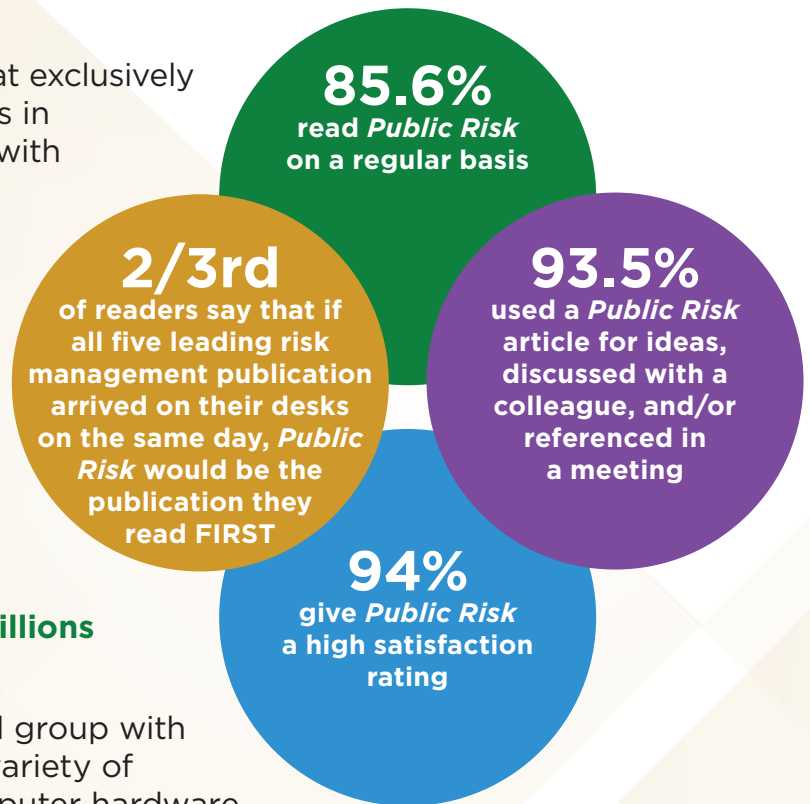 at exclusively
s in
with
85.6%
read Public Risk
on a regular basis
2/3rd
of readers say that if
all five leading risk
management publication
arrived on their desks
on the same day, Public
Risk would be the
publication they
read FIRST
93.5%
used a Public Risk
article for ideas,
discussed with a
colleague, and/or
referenced in
a meeting
94%
give Public Risk
a high satisfaction
rating
illions
group with
variety of
puter hardware